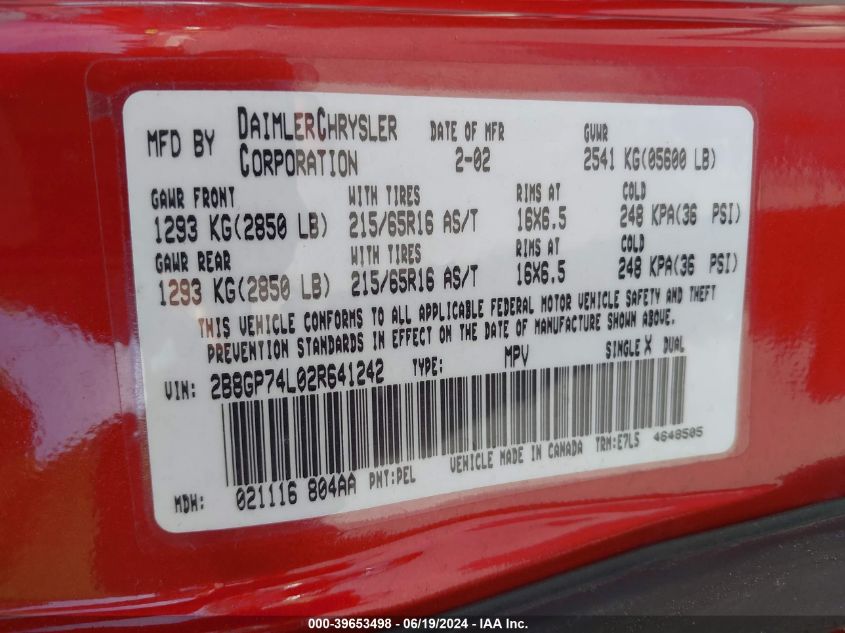 MFD BY DAIMLERCHRYSLER CORPORATION DATE OF MFR 2-02 GVWR 2541 KG(05600 LB)
GAWR FRONT WITH TIRES RIMS AT COLD
1293 KG(2850 LB) 215/65R16 AS/T 16X6.5 248 KPA(36 PSI)
GAWR REAR WITH TIRES RIMS AT COLD
1293 KG(2850 LB) 215/65R16 AS/T 16X6.5 248 KPA(36 PSI)
THIS VEHICLE CONFORMS TO ALL APPLICABLE FEDERAL MOTOR VEHICLE SAFETY AND THEFT
PREVENTION STANDARDS IN EFFECT ON THE DATE OF MANUFACTURE SHOWN ABOVE.
VIN: 2B8GP74L02R641242 TYPE: MPV SINGLE X DUAL
MDH: 021116 804AA PNT:PEL VEHICLE MADE IN CANADA TRM:E7L5 4648505
000-39653498 - 06/19/2024 - IAA Inc.